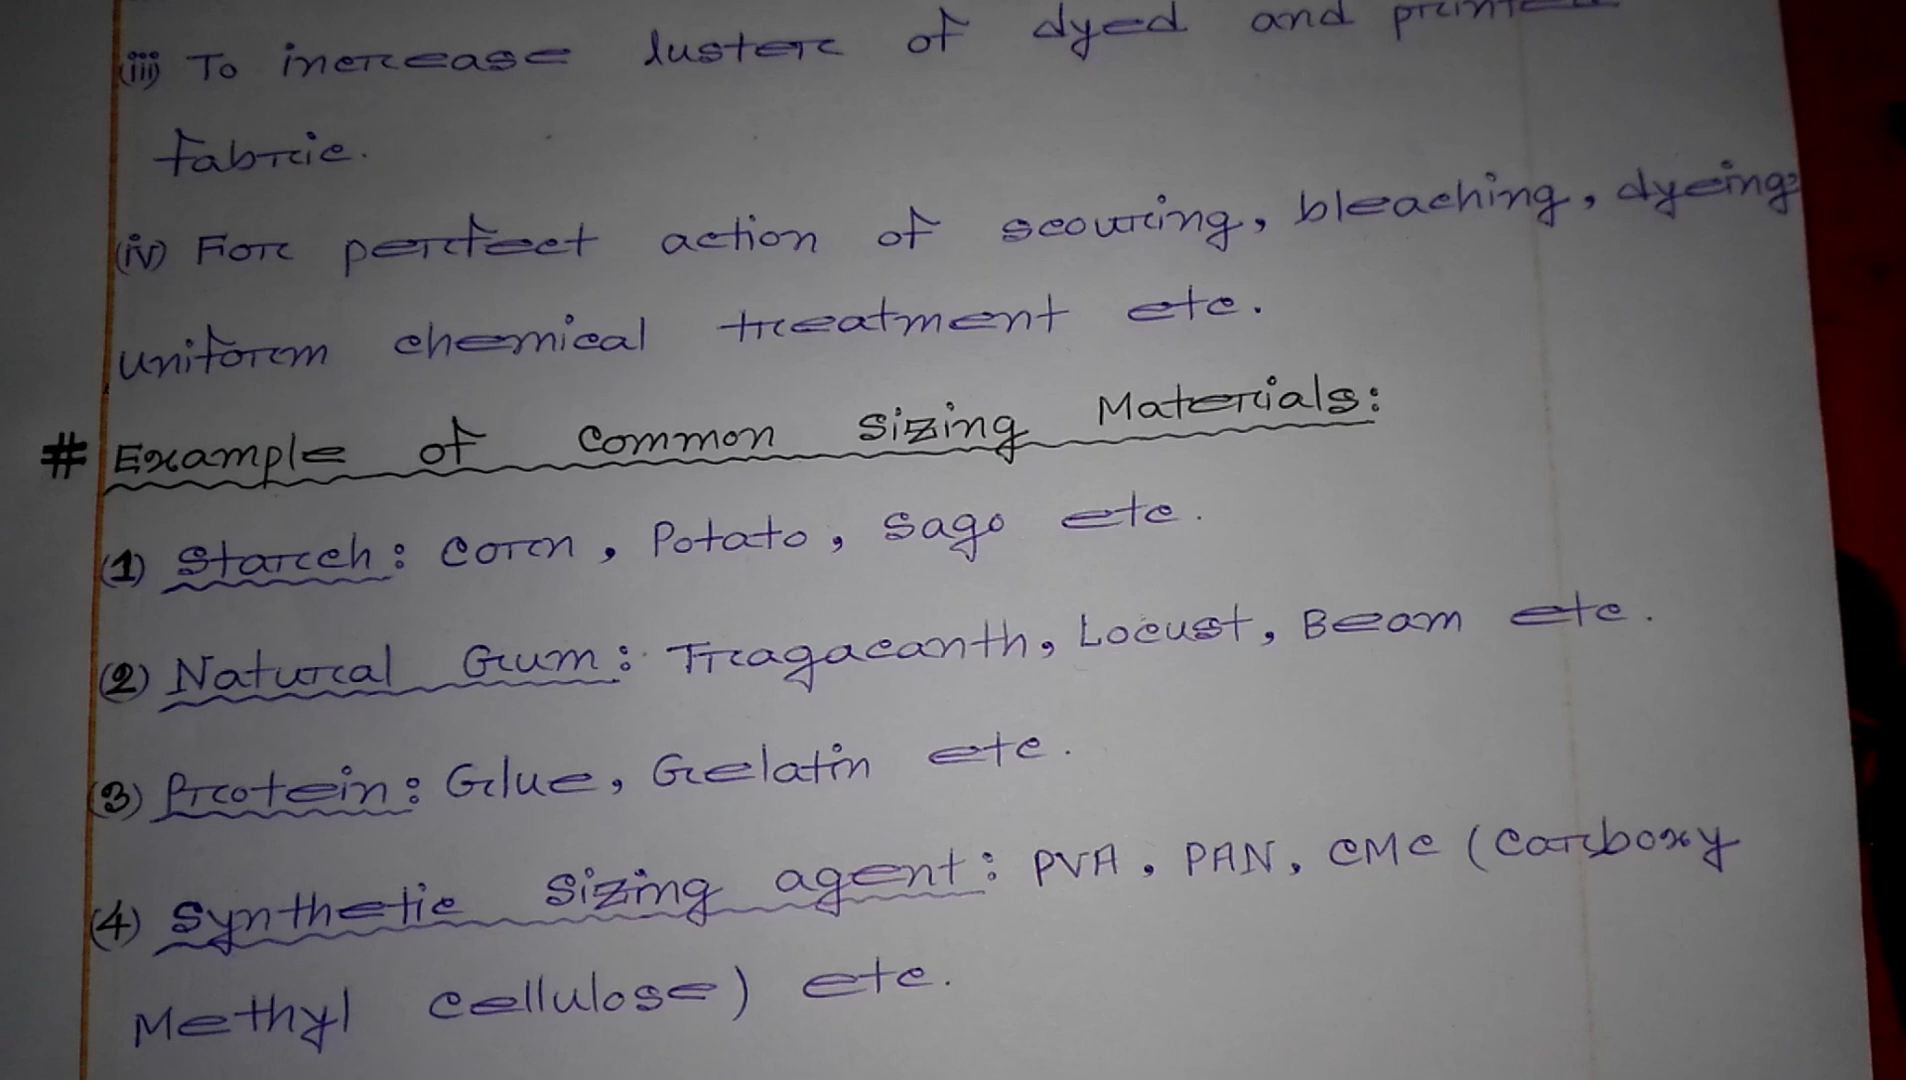 (iii) To increase luster of dyed and printed
fabric.
(iv) For perfect action of scouring, bleaching, dyeing,
uniform chemical treatment etc.
# Example of Common Sizing Materials:
(1) Starch: Corn, Potato, Sago etc.
(2) Natural Gum: Tragacanth, Locust, Beam etc.
(3) Protein: Glue, Gelatin etc.
(4) Synthetic Sizing agent: PVA, PAN, CMC (Carboxy
Methyl Cellulose) etc.